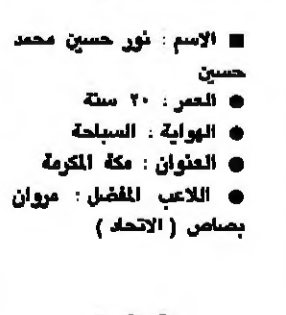 ■ الاسم : نور حسين محمد
حسين
● العمر : ٢٠ سنة
● الهواية : السباحة
● العنوان : مكة المكرمة
● اللاعب المفضل : مروان
بصاص ( الاتحاد )